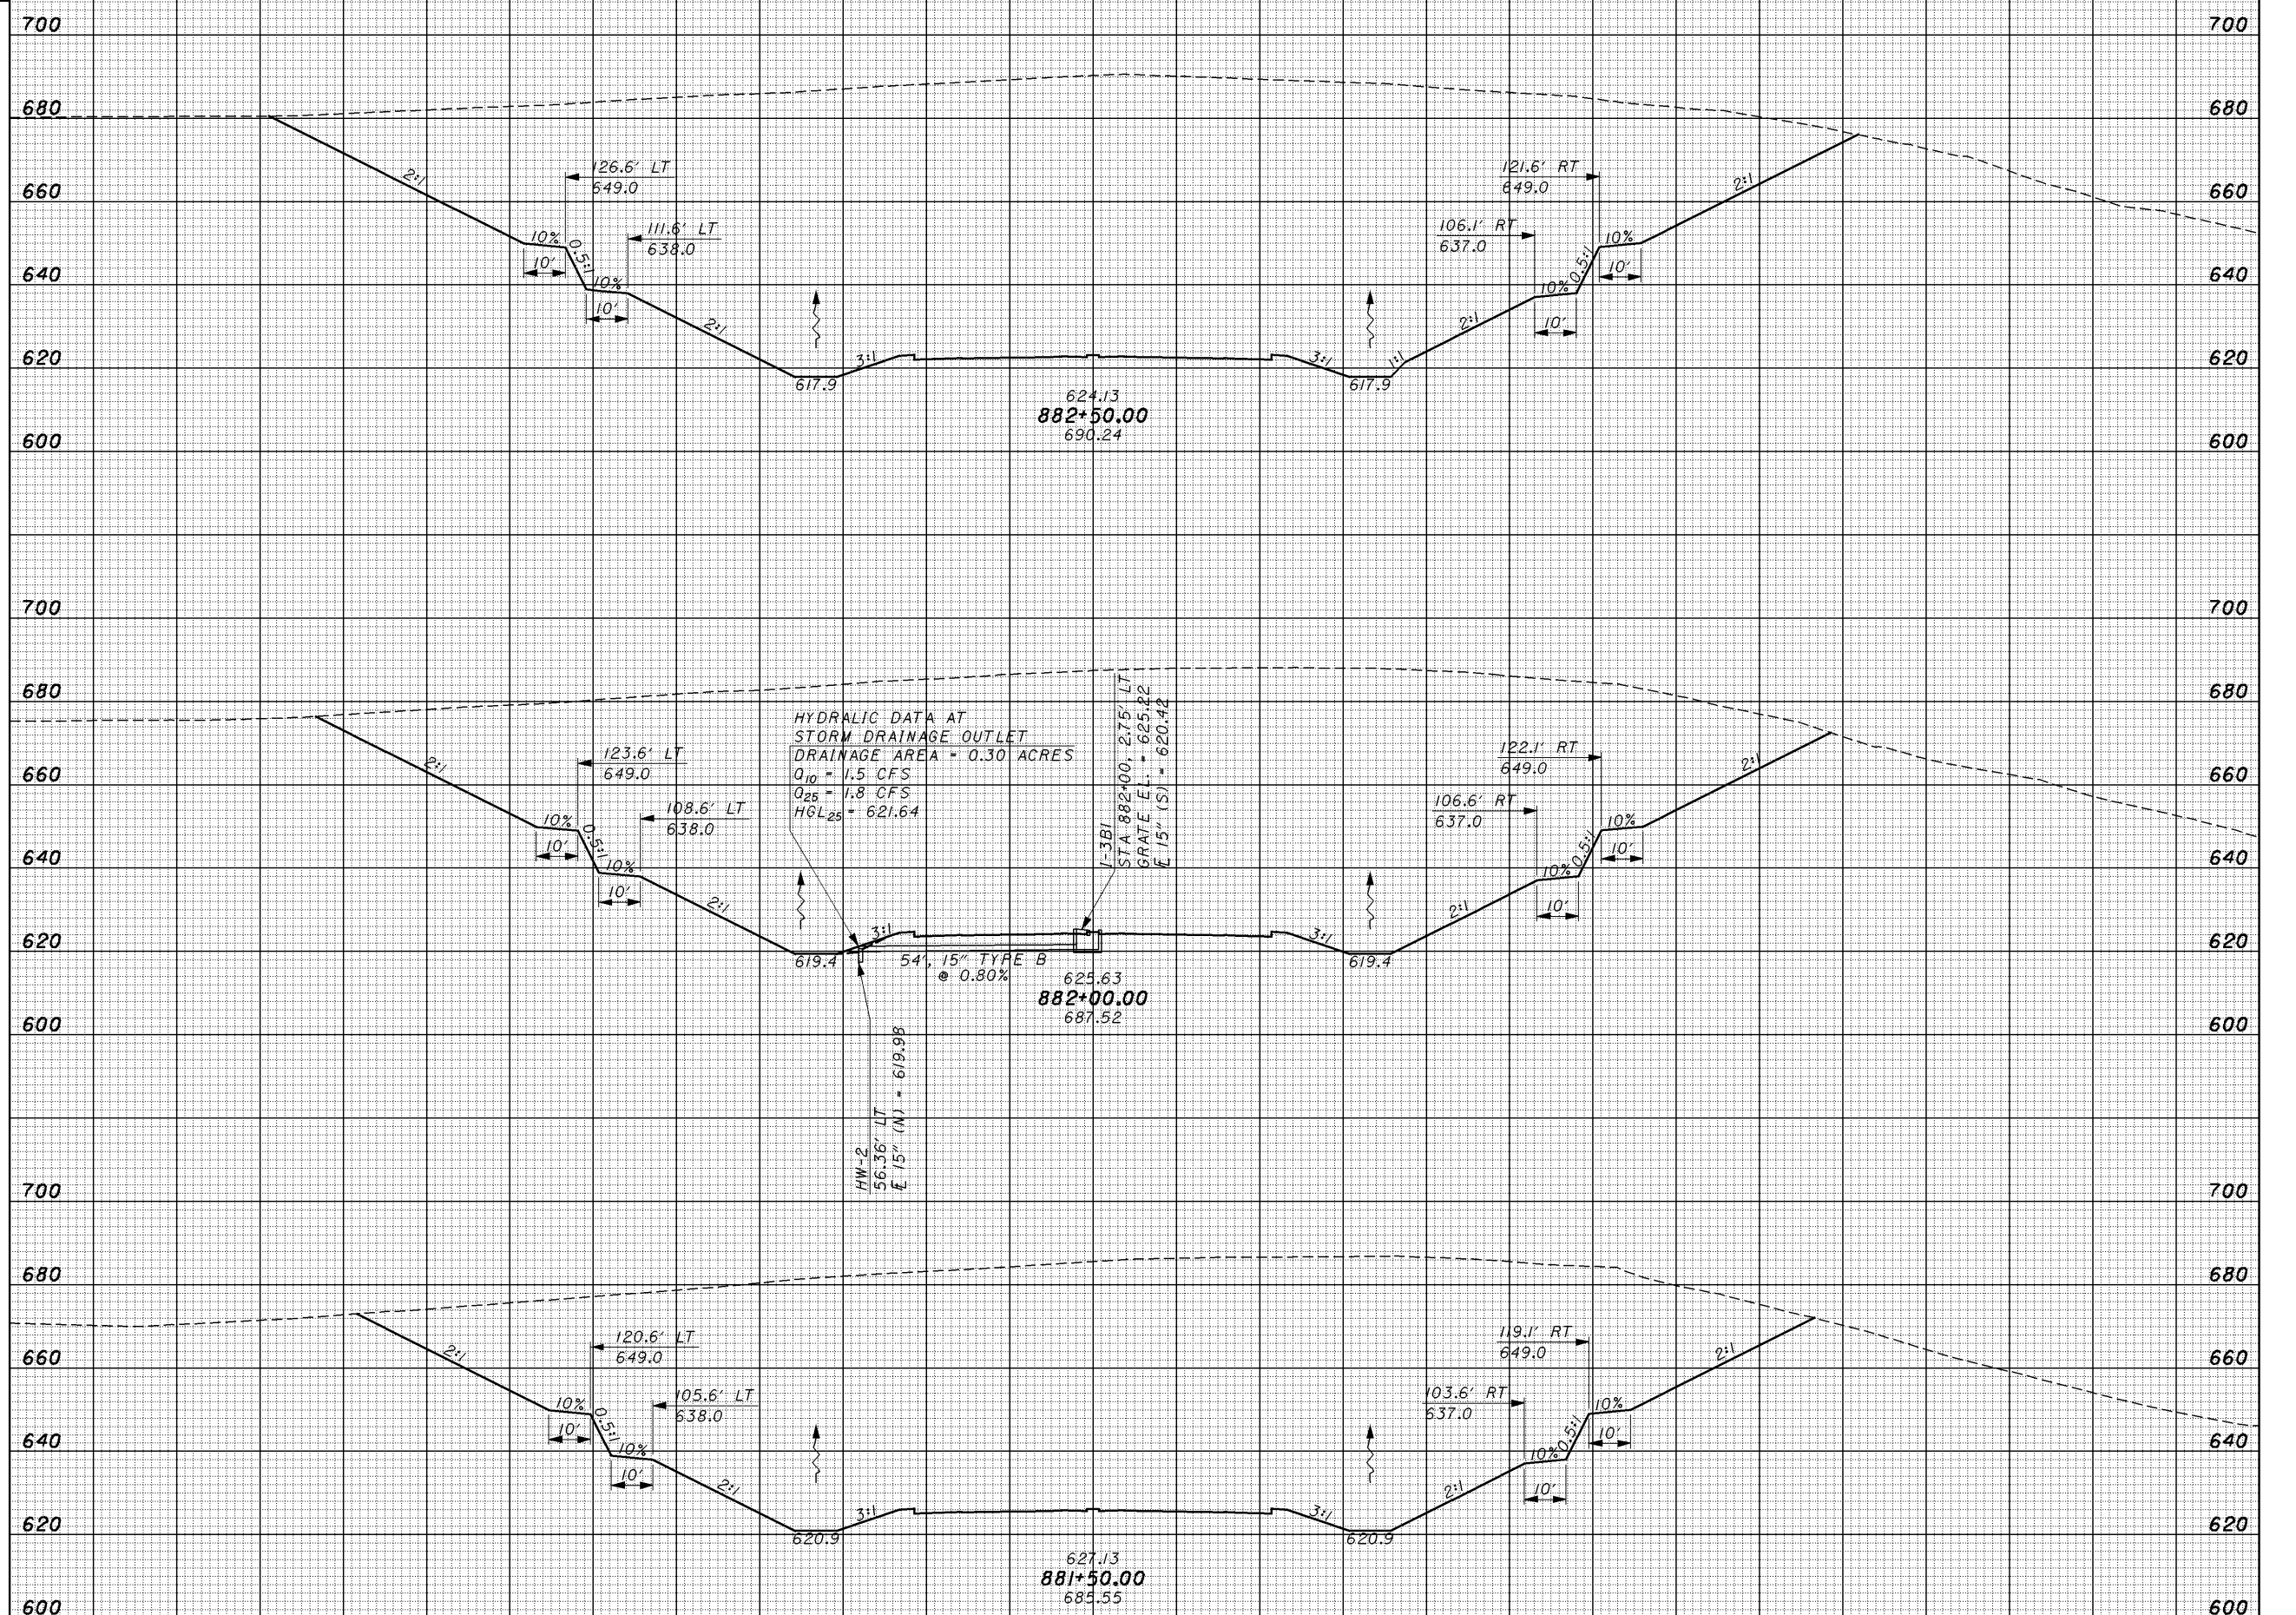 700 700
680 680
126.6' LT
649.0
121.6' RT
649.0
2:1 2:1
660 660
111.6' LT
638.0
106.1' RT
637.0
10% 0.5:1 10%
10' 10'
640 640
10% 10% 0.5:1
10' 10'
2:1 2:1
620 3:1 3:1 1:1 620
617.9 617.9
624.13
882+50.00
690.24
600 600
700 700
680 680
HYDRALIC DATA AT
STORM DRAINAGE OUTLET
DRAINAGE AREA = 0.30 ACRES
Q10 = 1.5 CFS
Q25 = 1.8 CFS
HGL25 = 621.64
I-3B1
STA 882+00, 2.75' LT
GRATE EL. = 625.22
15" (S) = 620.42
123.6' LT
649.0
122.1' RT
649.0
2:1 2:1
660 660
108.6' LT
638.0
106.6' RT
637.0
10% 0.5:1 10%
10' 10'
640 640
10% 10% 0.5:1
10' 10'
2:1 2:1
620 3:1 3:1 620
619.4 619.4
54', 15" TYPE B
@ 0.80%
625.63
882+00.00
687.52
600 600
HW-2
56.36' LT
15" (N) = 619.98
700 700
680 680
120.6' LT
649.0
119.1' RT
649.0
2:1 2:1
660 660
105.6' LT
638.0
103.6' RT
637.0
10% 0.5:1 10%
10' 10'
640 640
10% 10% 0.5:1
10' 10'
2:1 2:1
620 3:1 3:1 620
620.9 620.9
627.13
881+50.00
685.55
600 600